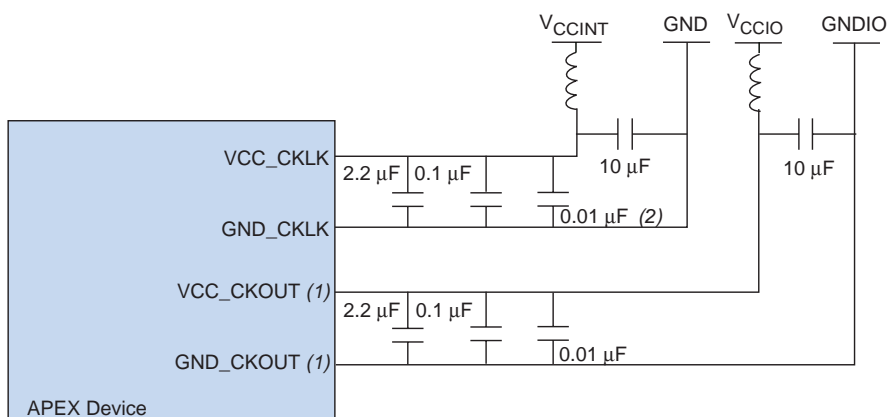 VCCINT GND VCCIO GNDIO
10 µF 10 µF
VCC_CKLK
2.2 µF 0.1 µF
0.01 µF (2)
GND_CKLK
VCC_CKOUT (1)
2.2 µF 0.1 µF
0.01 µF
GND_CKOUT (1)
APEX Device